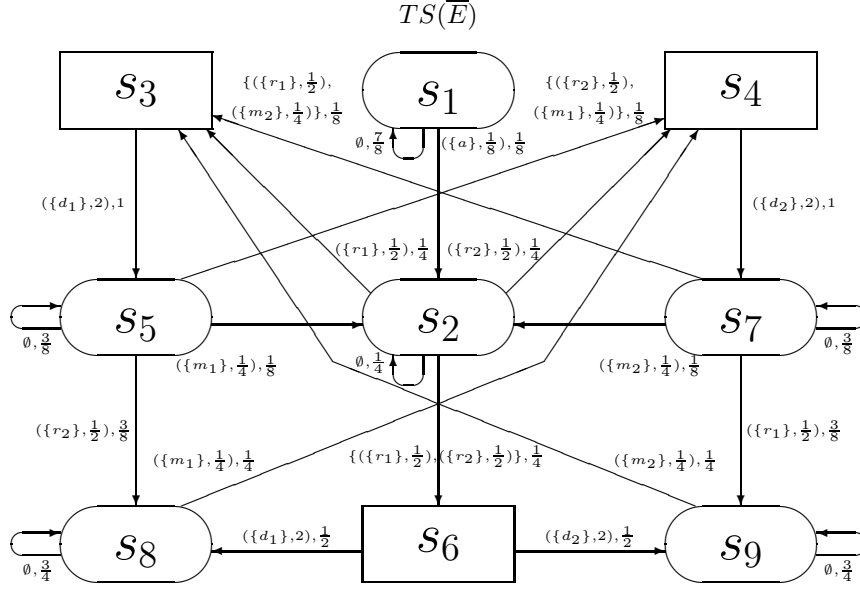 TS(E̅)
s₃
s₁
s₄
{({r₁},½),
({m₂},¼)},⅛
{({r₂},½),
({m₁},¼)},⅛
∅,⅞
({a},⅛),⅛
({d₁},2),1
({d₂},2),1
({r₁},½),¼
({r₂},½),¼
s₅
s₂
s₇
∅,⅜
({m₁},¼),⅛
∅,¼
({m₂},¼),⅛
∅,⅜
({r₂},½),⅜
({r₁},½),⅜
({m₁},¼),¼
{({r₁},½),({r₂},½)},¼
({m₂},¼),¼
s₈
({d₁},2),½
s₆
({d₂},2),½
s₉
∅,¾
∅,¾